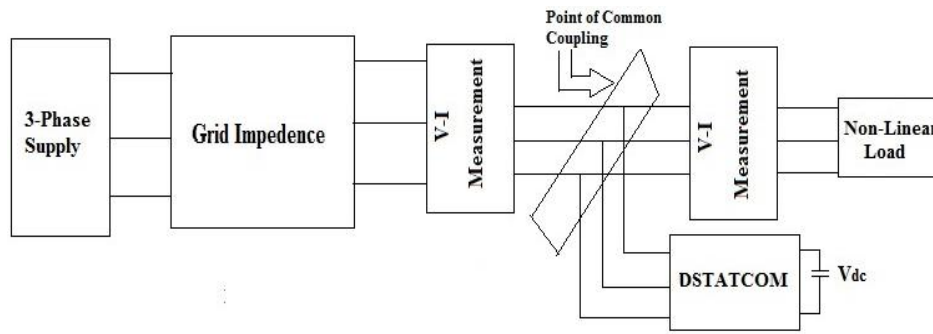 Point of Common
Coupling
3-Phase
Supply
Grid Impedence
V-I
Measurement
V-I
Measurement
Non-Linear
Load
DSTATCOM
Vdc